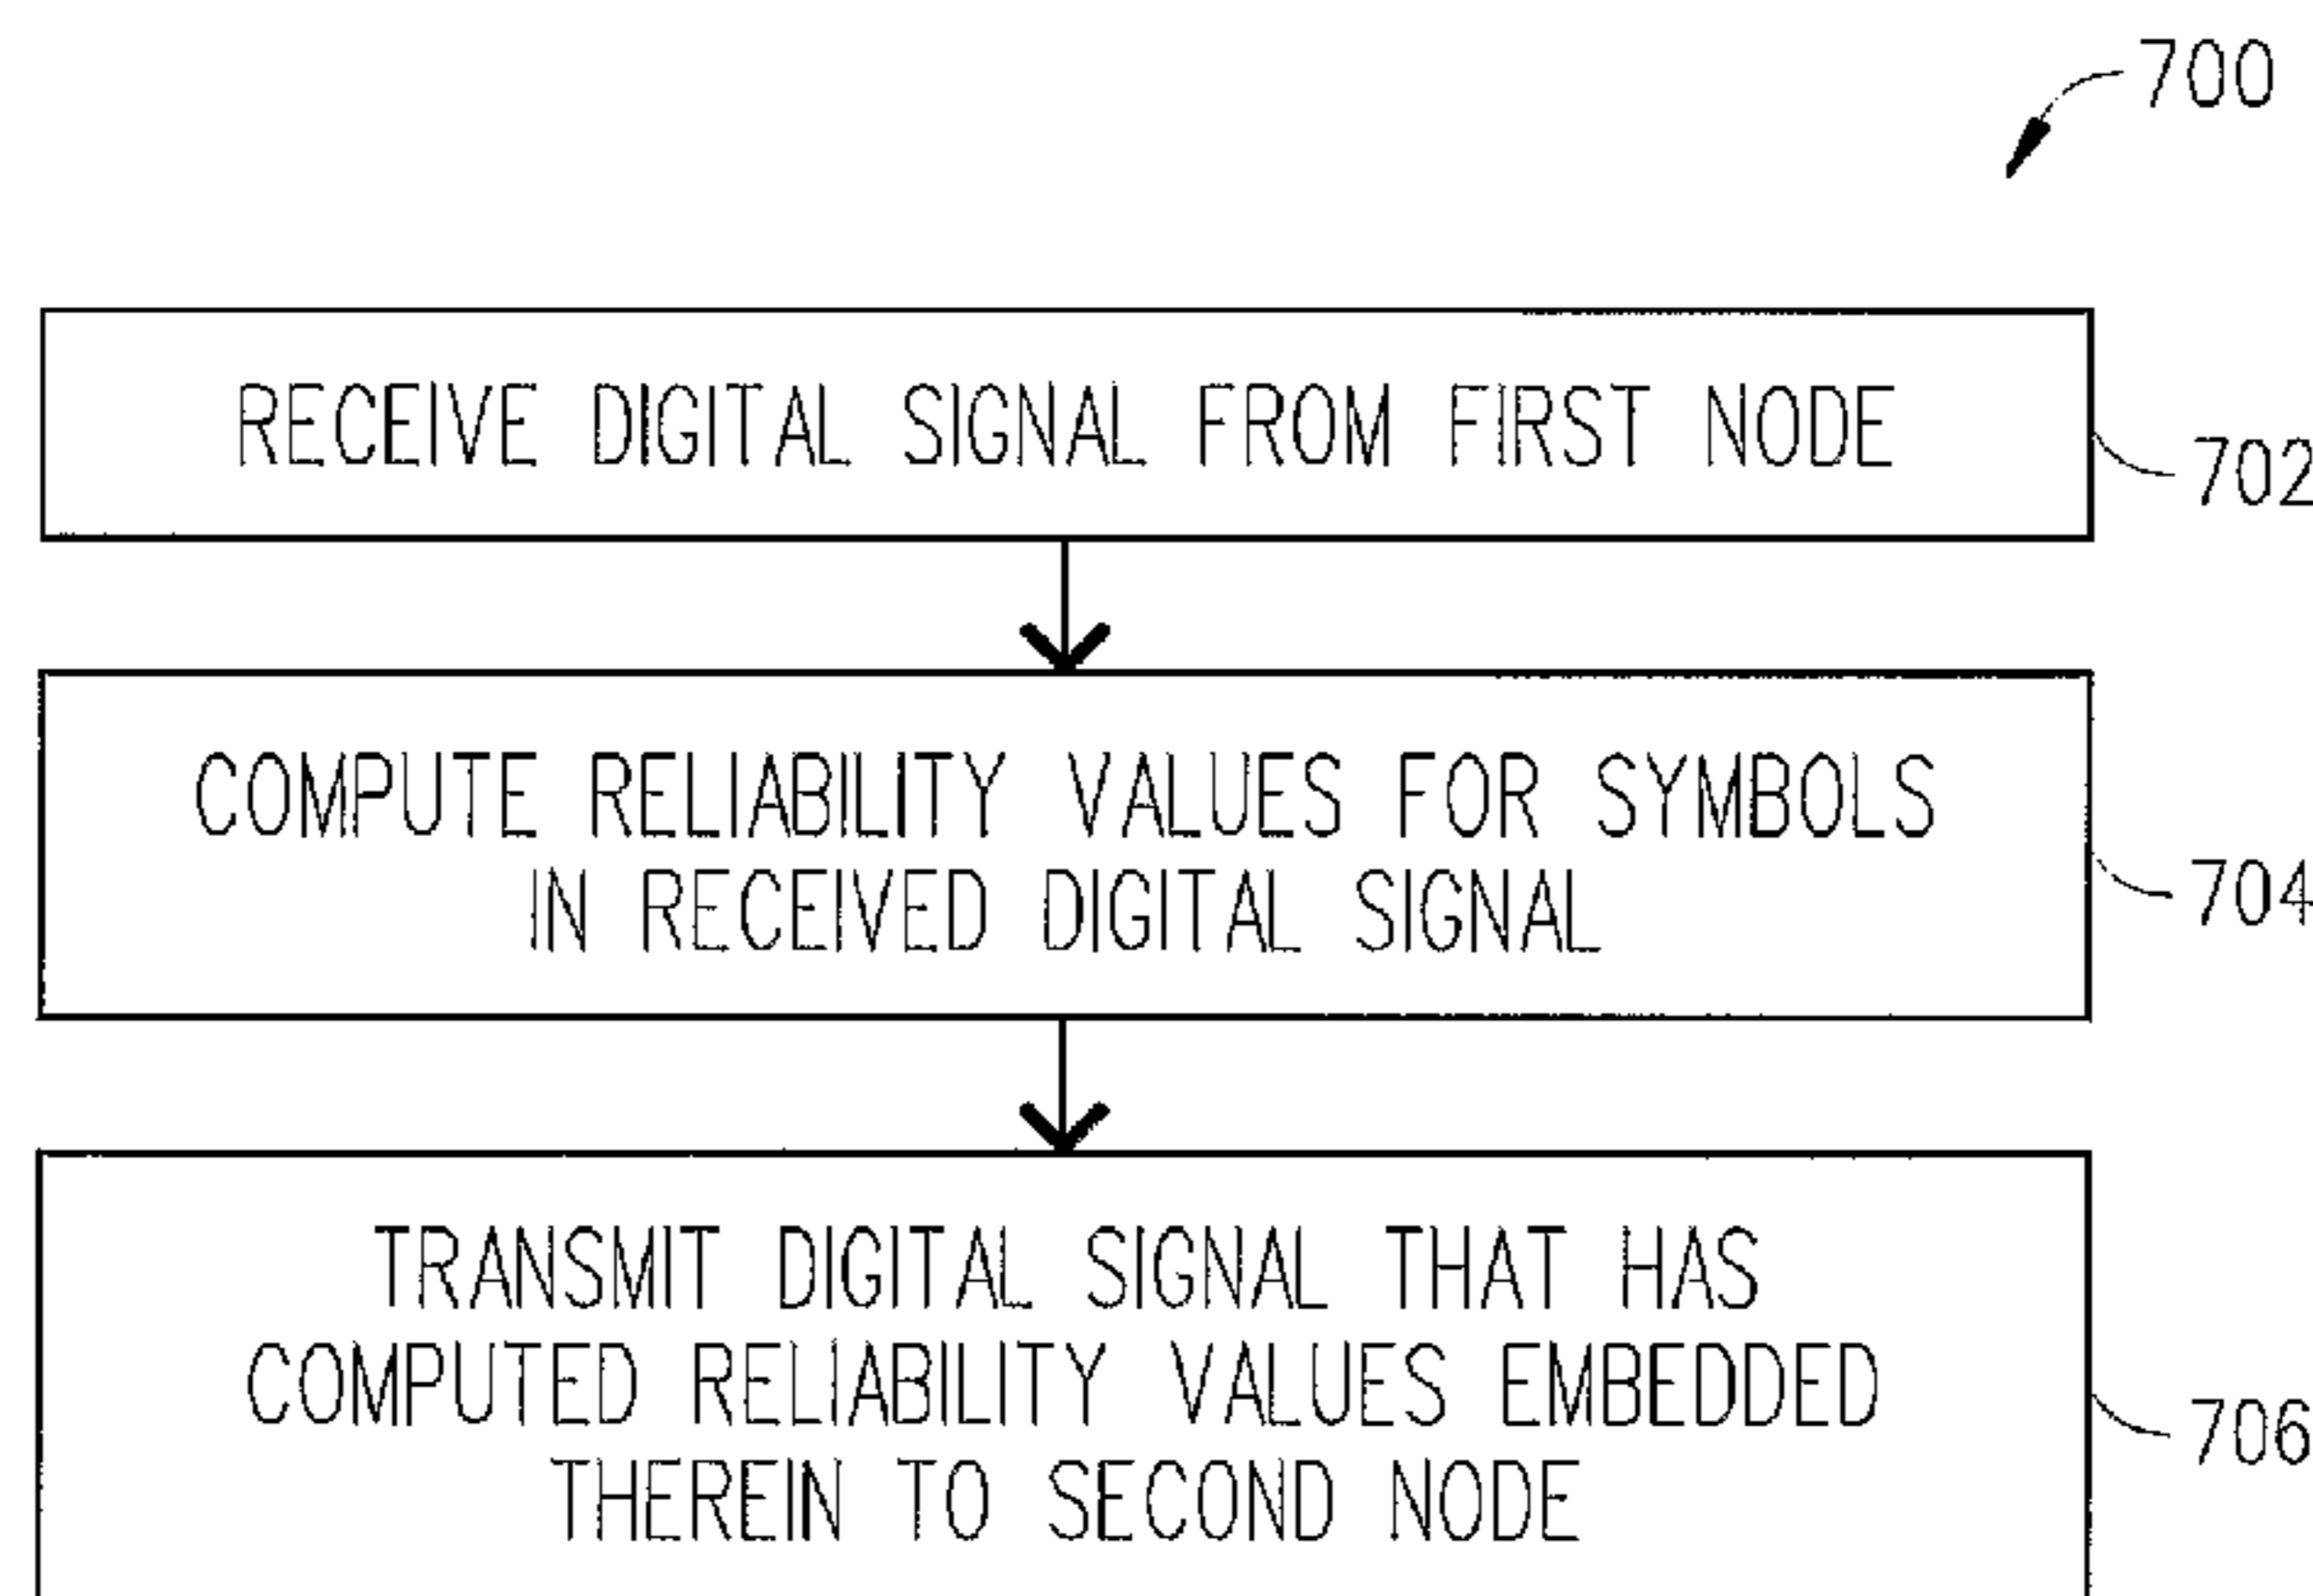 700
RECEIVE DIGITAL SIGNAL FROM FIRST NODE
702
COMPUTE RELIABILITY VALUES FOR SYMBOLS
IN RECEIVED DIGITAL SIGNAL
704
TRANSMIT DIGITAL SIGNAL THAT HAS
COMPUTED RELIABILITY VALUES EMBEDDED
THEREIN TO SECOND NODE
706